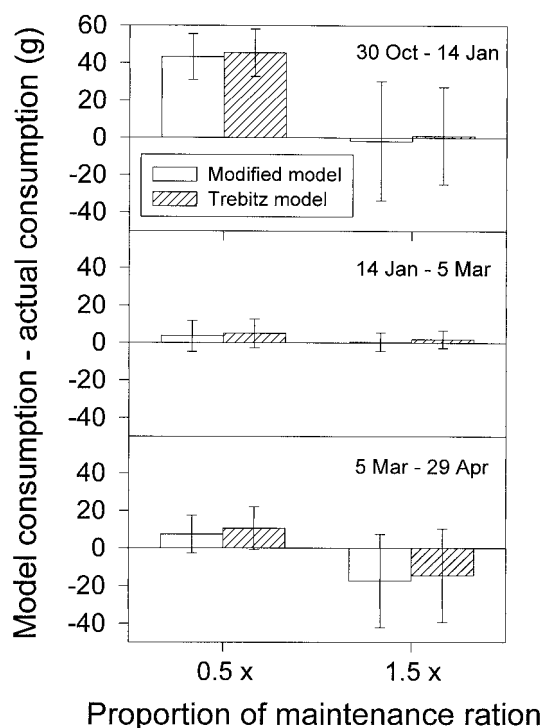 Model consumption - actual consumption (g)
60
40
20
0
-20
-40
30 Oct - 14 Jan
Modified model
Trebitz model
40
20
0
-20
-40
14 Jan - 5 Mar
40
20
0
-20
-40
5 Mar - 29 Apr
0.5 x
1.5 x
Proportion of maintenance ration